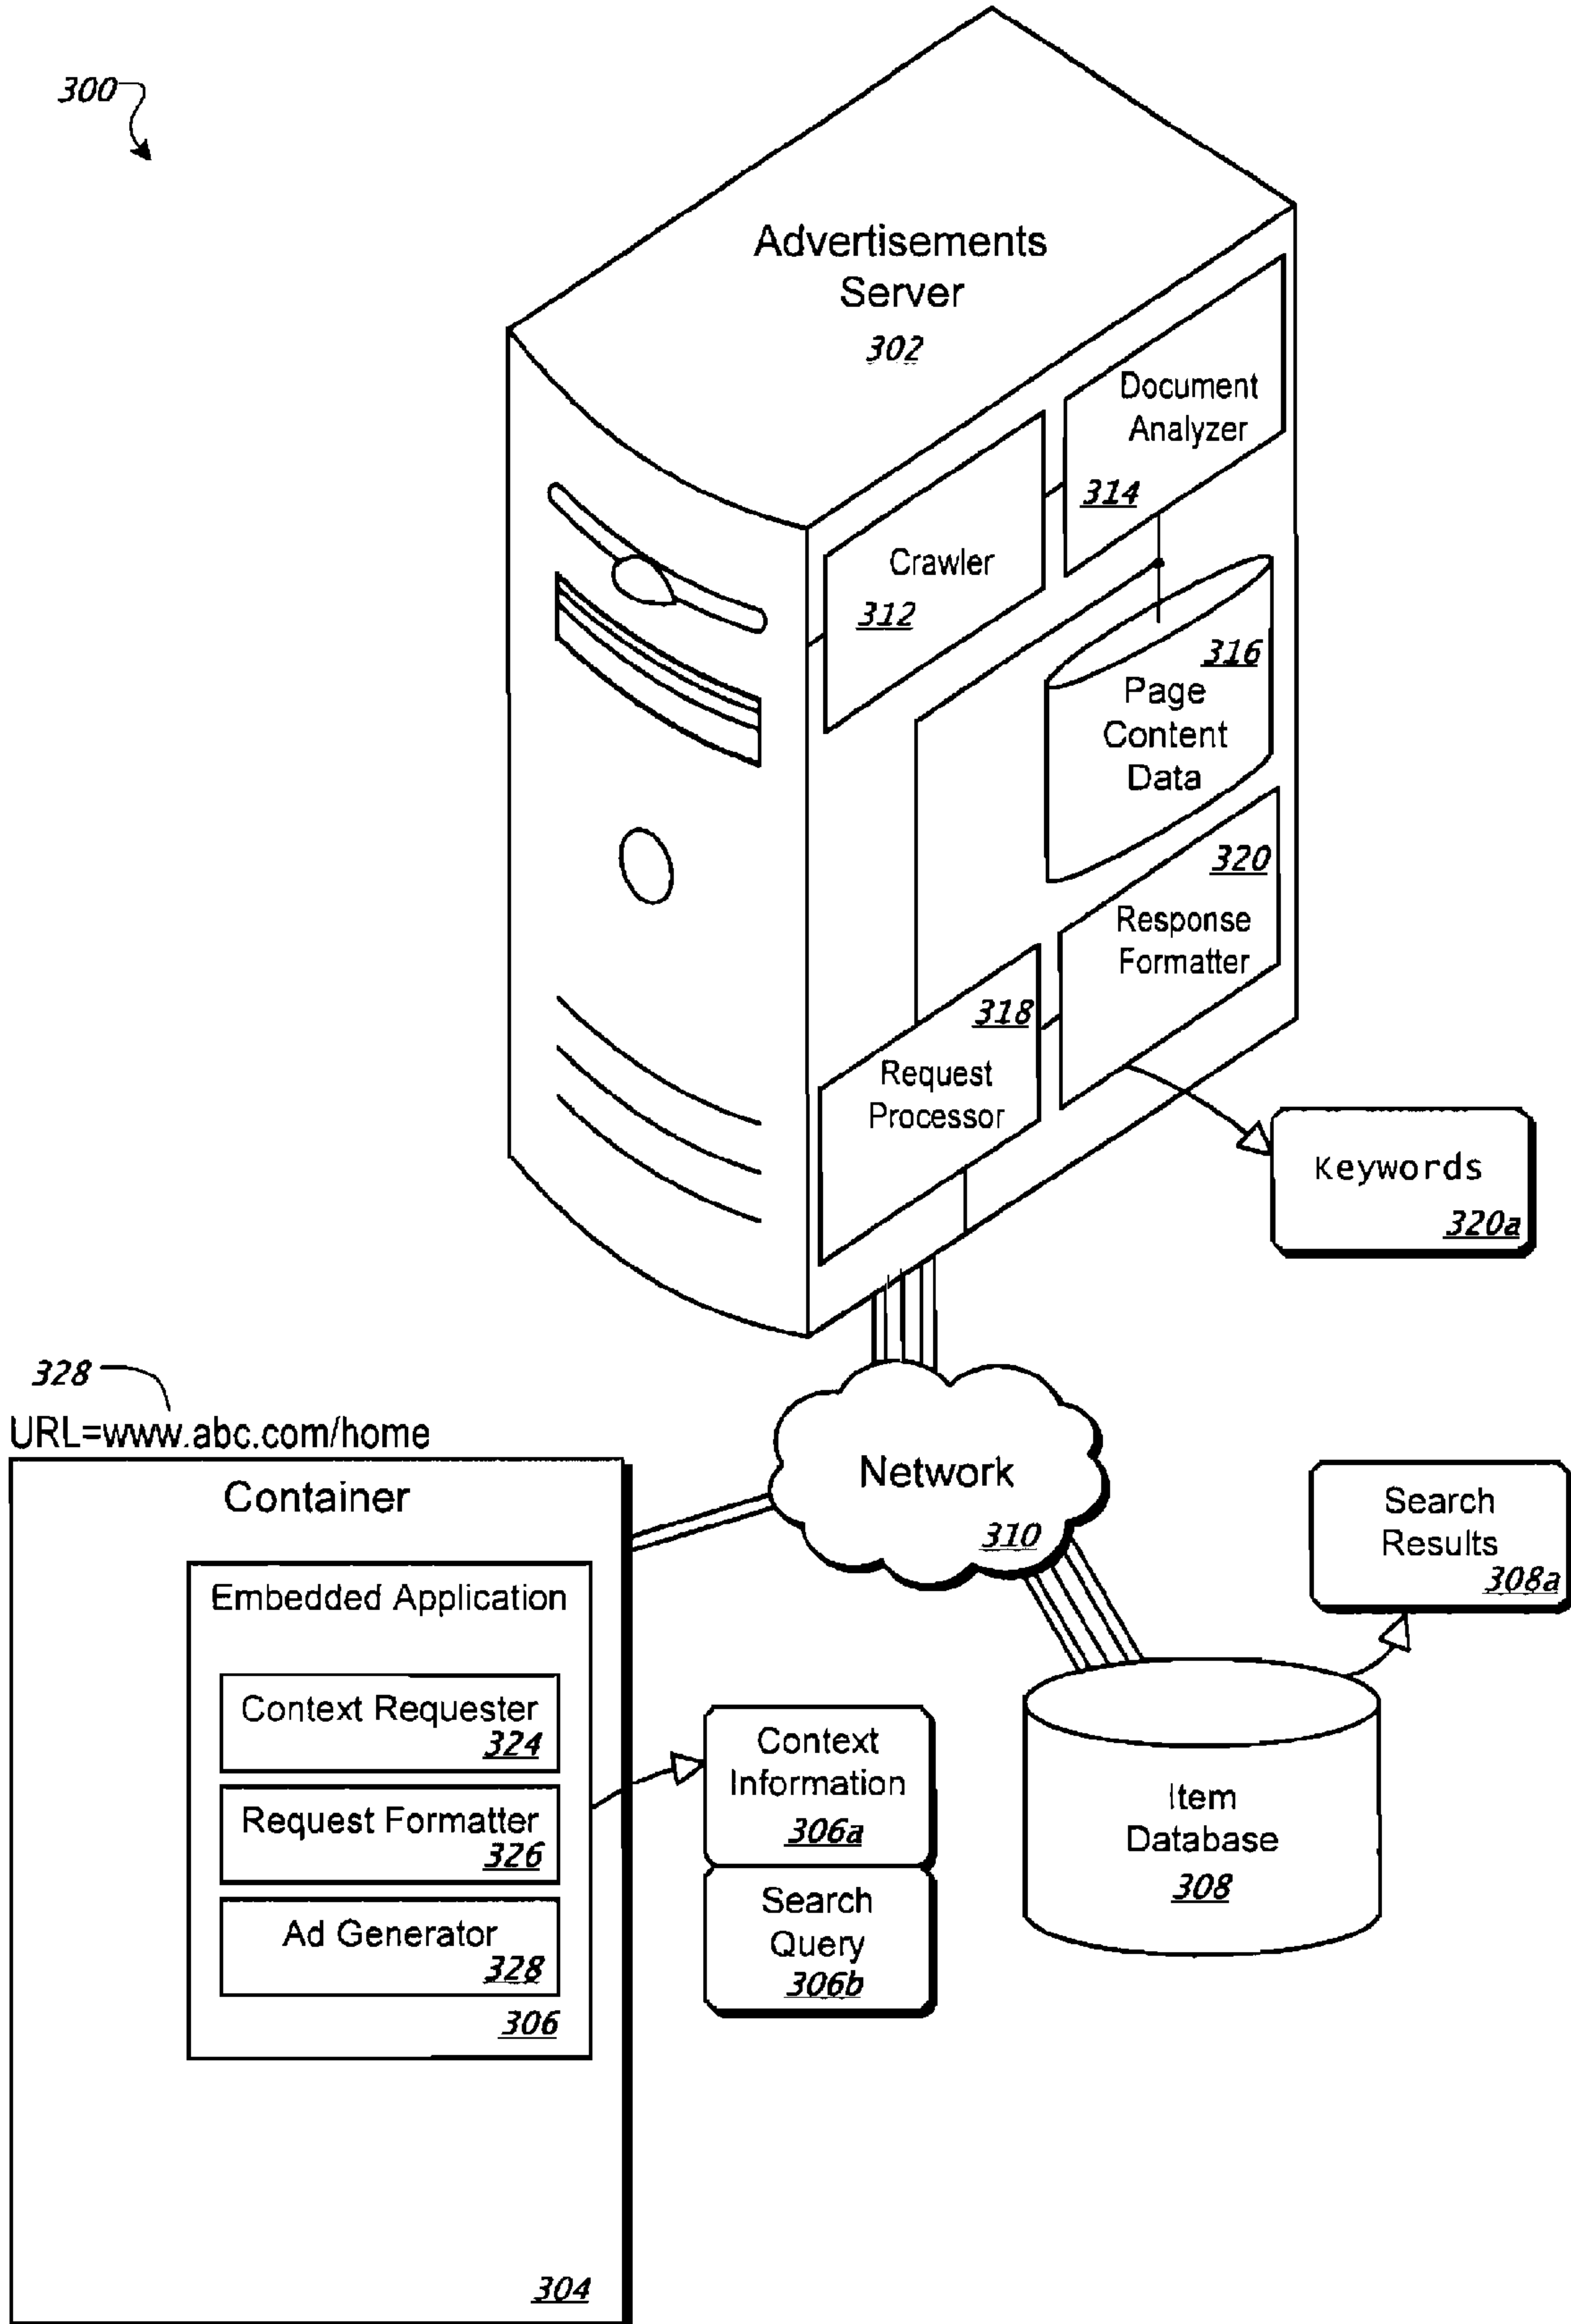 300
Advertisements
Server
302
Document
Analyzer
314
Crawler
312
316
Page
Content
Data
320
Response
Formatter
318
Request
Processor
Keywords
320a
328
URL=www.abc.com/home
Container
Embedded Application
Context Requester
324
Request Formatter
326
Ad Generator
328
306
304
Network
310
Context
Information
306a
Search
Query
306b
Search
Results
308a
Item
Database
308